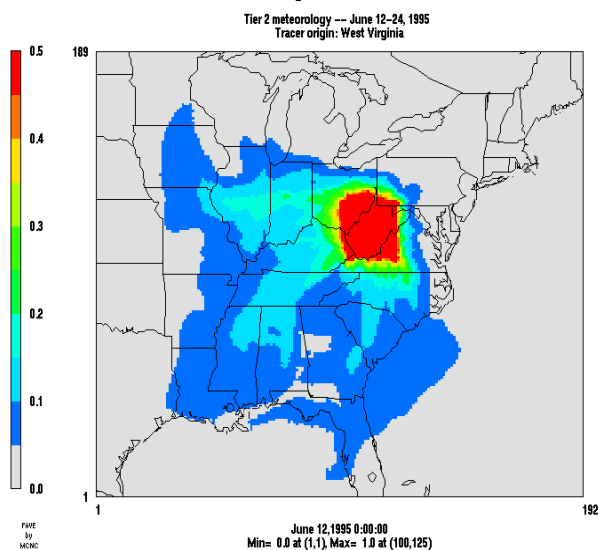 Tier 2 meteorology -- June 12-24, 1995
Tracer origin: West Virginia
189
0.5
0.4
0.3
0.2
0.1
0.0
1
1
192
PAVE
by
MCNC
June 12,1995 0:00:00
Min= 0.0 at (1,1), Max= 1.0 at (100,125)